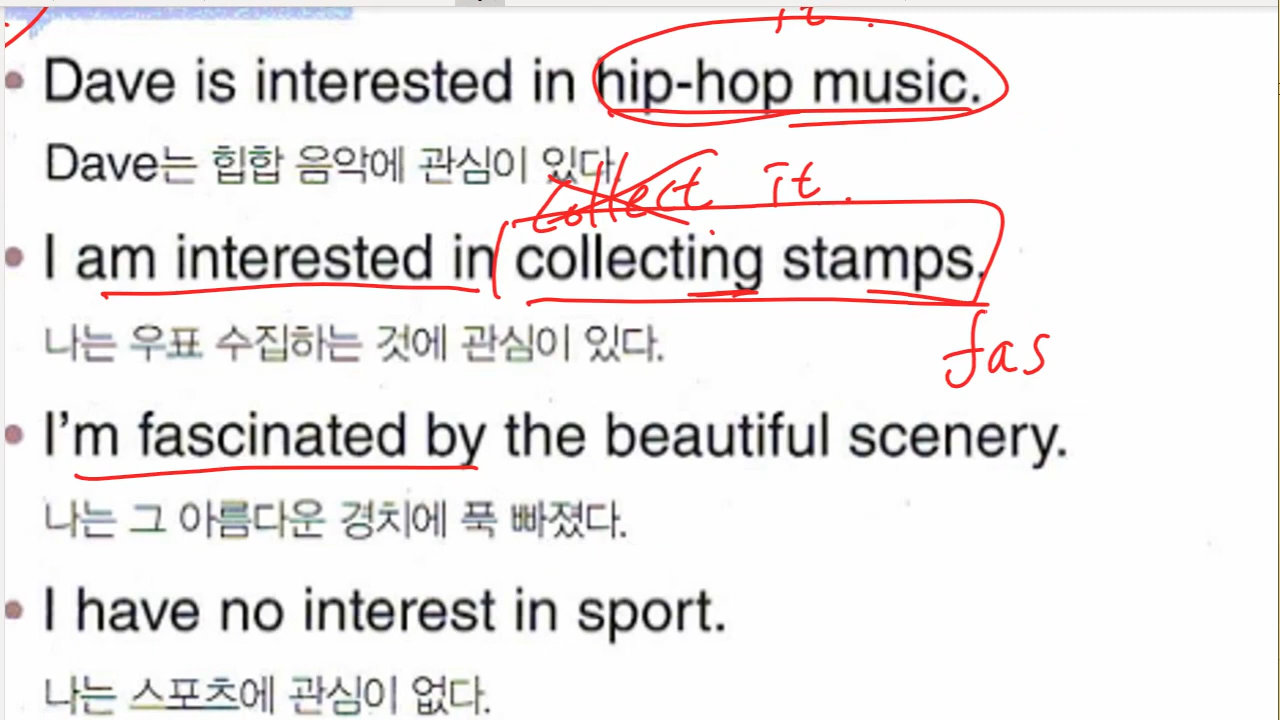 it.
Dave is interested in hip-hop music.
Dave는 힙합 음악에 관심이 있다.
collect it.
I am interested in collecting stamps.
나는 우표 수집하는 것에 관심이 있다.
fas
I'm fascinated by the beautiful scenery.
나는 그 아름다운 경치에 푹 빠졌다.
I have no interest in sport.
나는 스포츠에 관심이 없다.